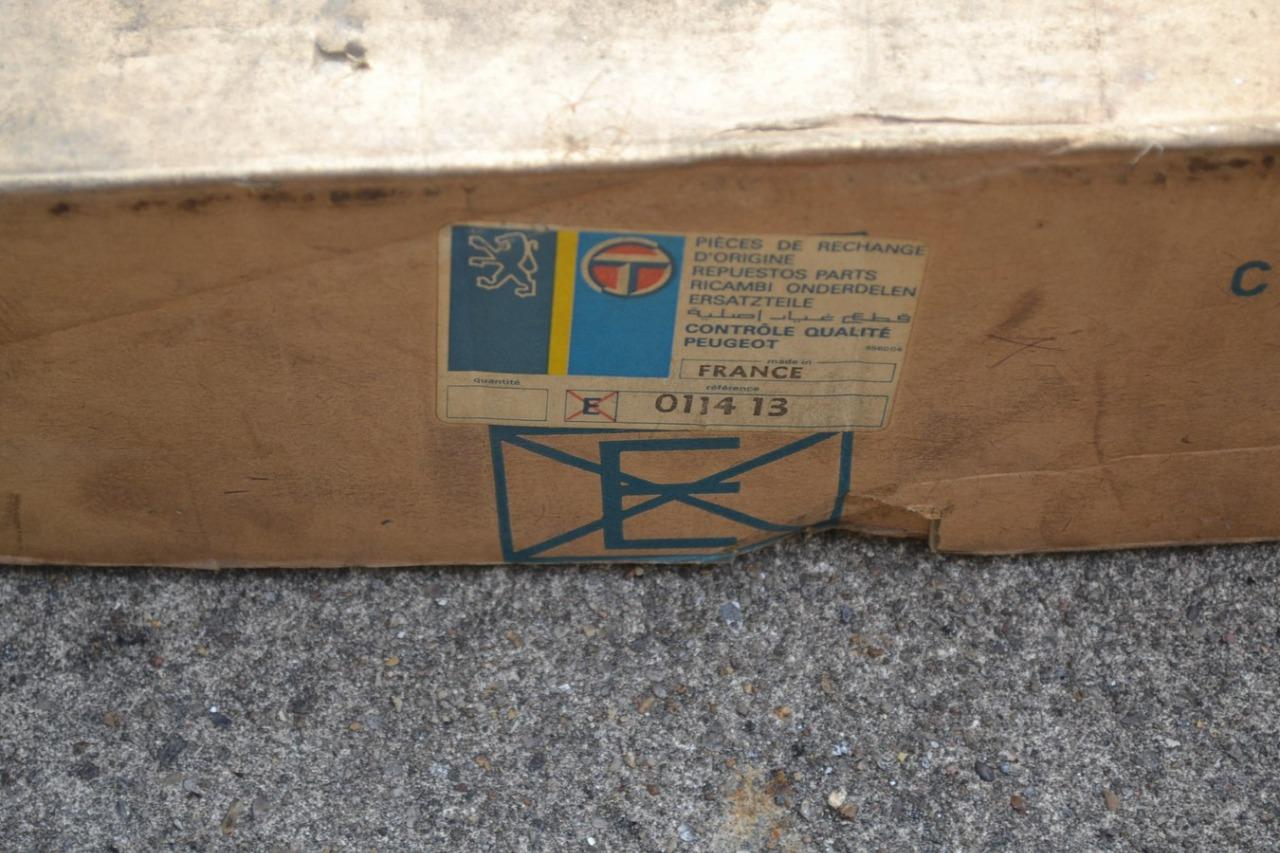 PIÈCES DE RECHANGE
D'ORIGINE
REPUESTOS PARTS
RICAMBI ONDERDELEN
ERSATZTEILE
قطع غيار اصلية
CONTRÔLE QUALITÉ
PEUGEOT
made in
FRANCE
quantité
référence
E
0114 13
E
C
T